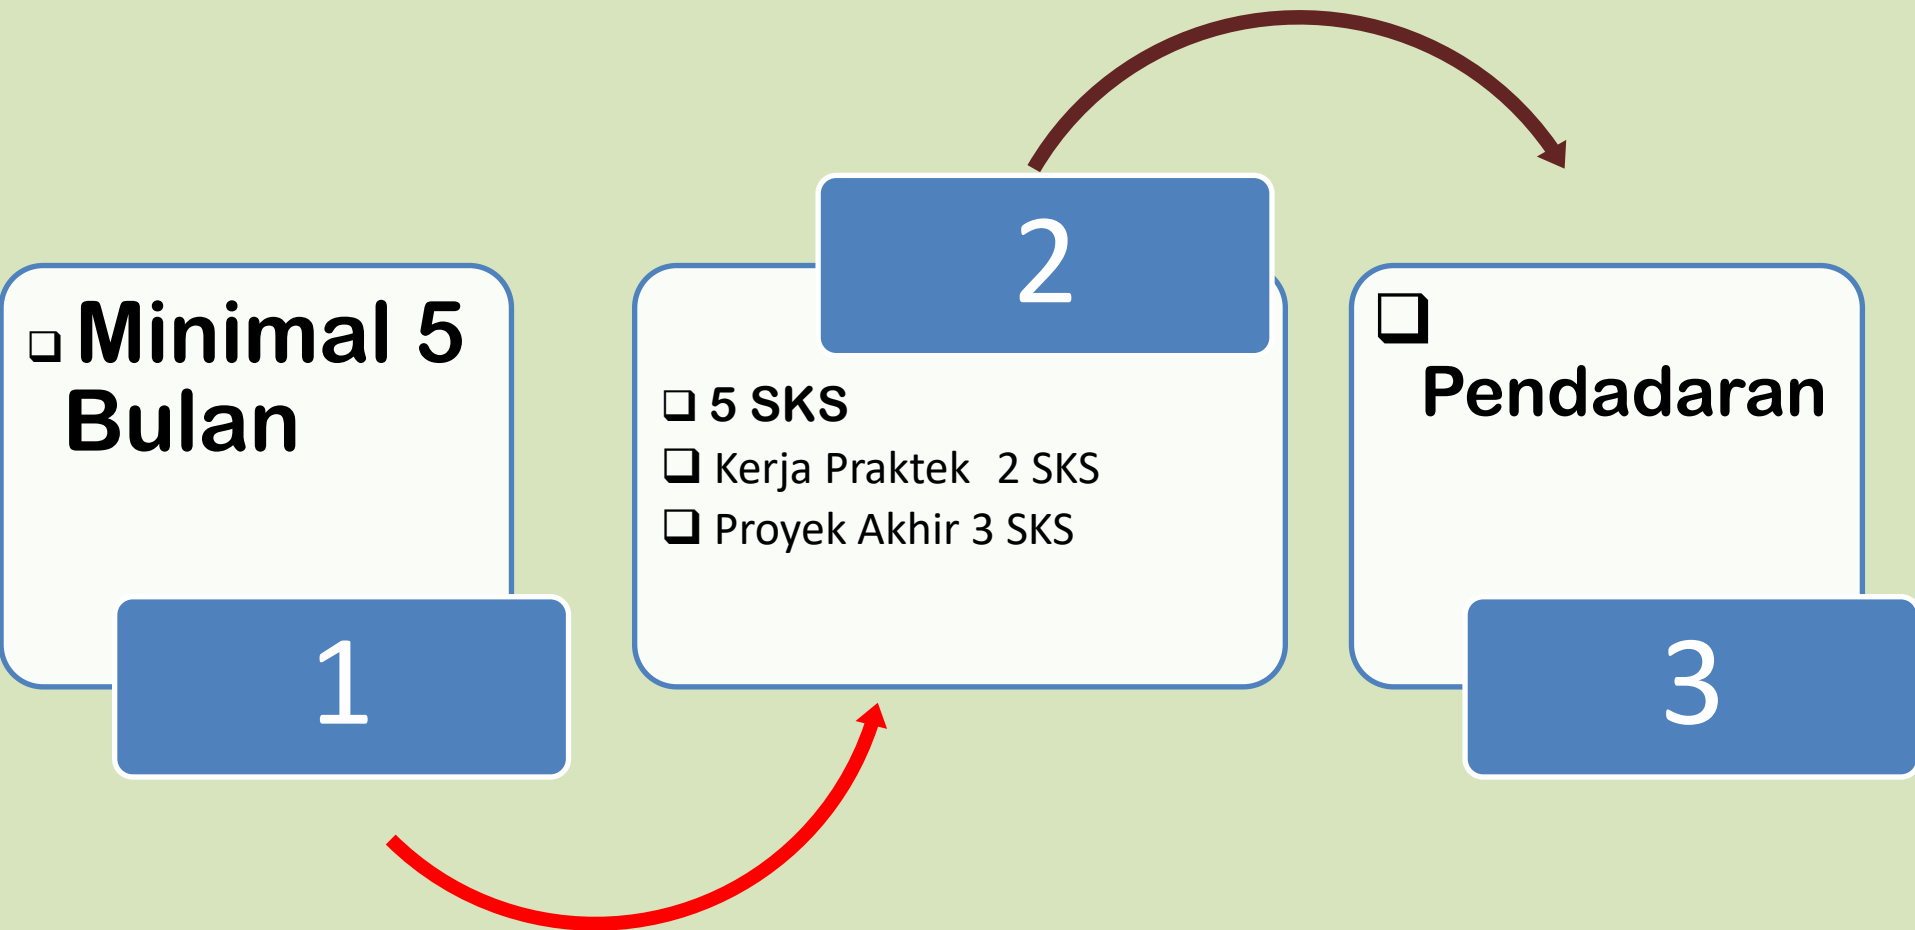 Minimal 5
Bulan
1
2
5 SKS
Kerja Praktek 2 SKS
Proyek Akhir 3 SKS
Pendadaran
3